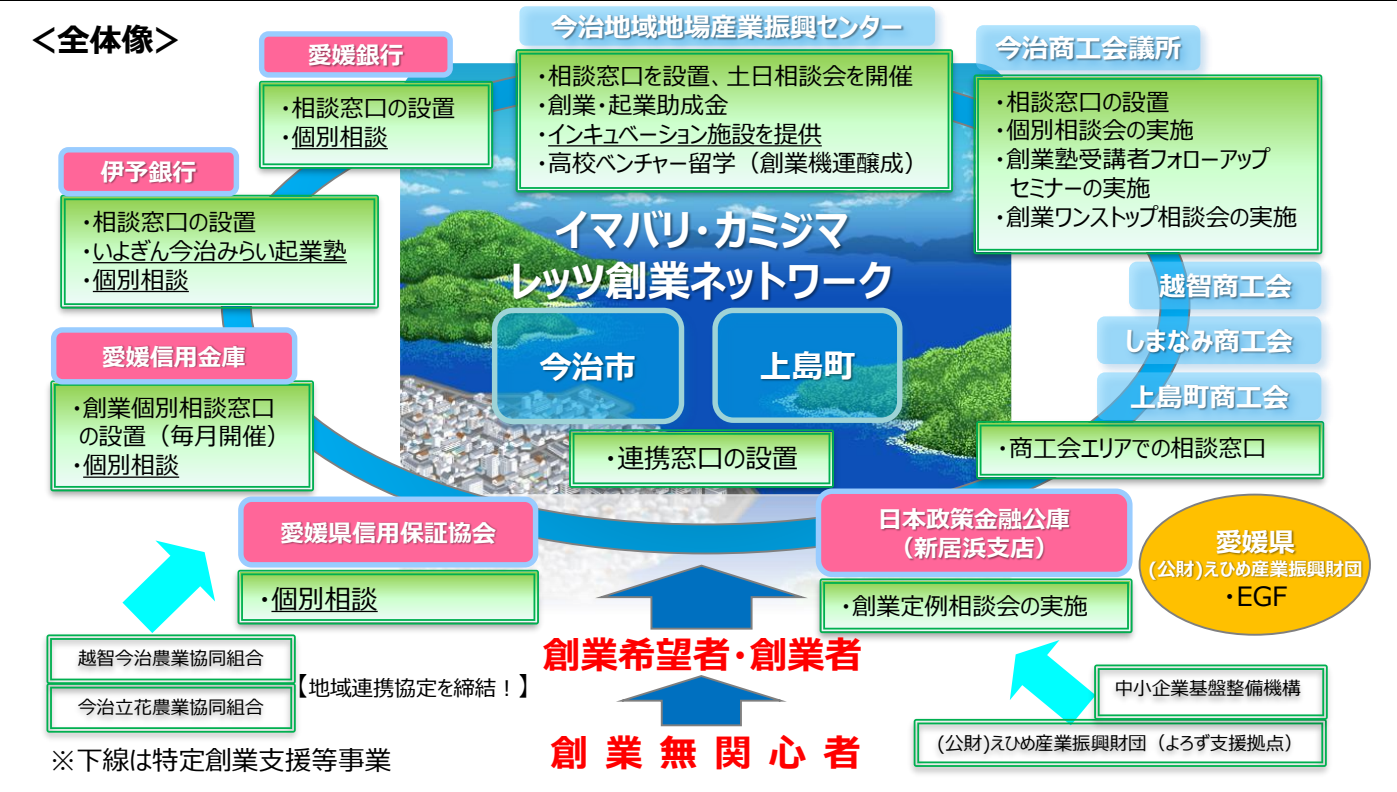 ＜全体像＞
愛媛銀行
・相談窓口の設置
・個別相談
今治地域地場産業振興センター
・相談窓口を設置、土日相談会を開催
・創業・起業助成金
・インキュベーション施設を提供
・高校ベンチャー留学（創業機運醸成）
今治商工会議所
・相談窓口の設置
・個別相談会の実施
・創業塾受講者フォローアップ
セミナーの実施
・創業ワンストップ相談会の実施
伊予銀行
・相談窓口の設置
・いよぎん今治みらい起業塾
・個別相談
イマバリ・カミジマ
レッツ創業ネットワーク
今治市
上島町
・連携窓口の設置
越智商工会
しまなみ商工会
上島町商工会
・商工会エリアでの相談窓口
愛媛信用金庫
・創業個別相談窓口
の設置（毎月開催）
・個別相談
愛媛県信用保証協会
・個別相談
日本政策金融公庫
（新居浜支店）
・創業定例相談会の実施
愛媛県
(公財)えひめ産業振興財団
・EGF
創業希望者・創業者
越智今治農業協同組合
今治立花農業協同組合
【地域連携協定を締結！】
中小企業基盤整備機構
(公財)えひめ産業振興財団（よろず支援拠点）
創業無関心者
※下線は特定創業支援等事業